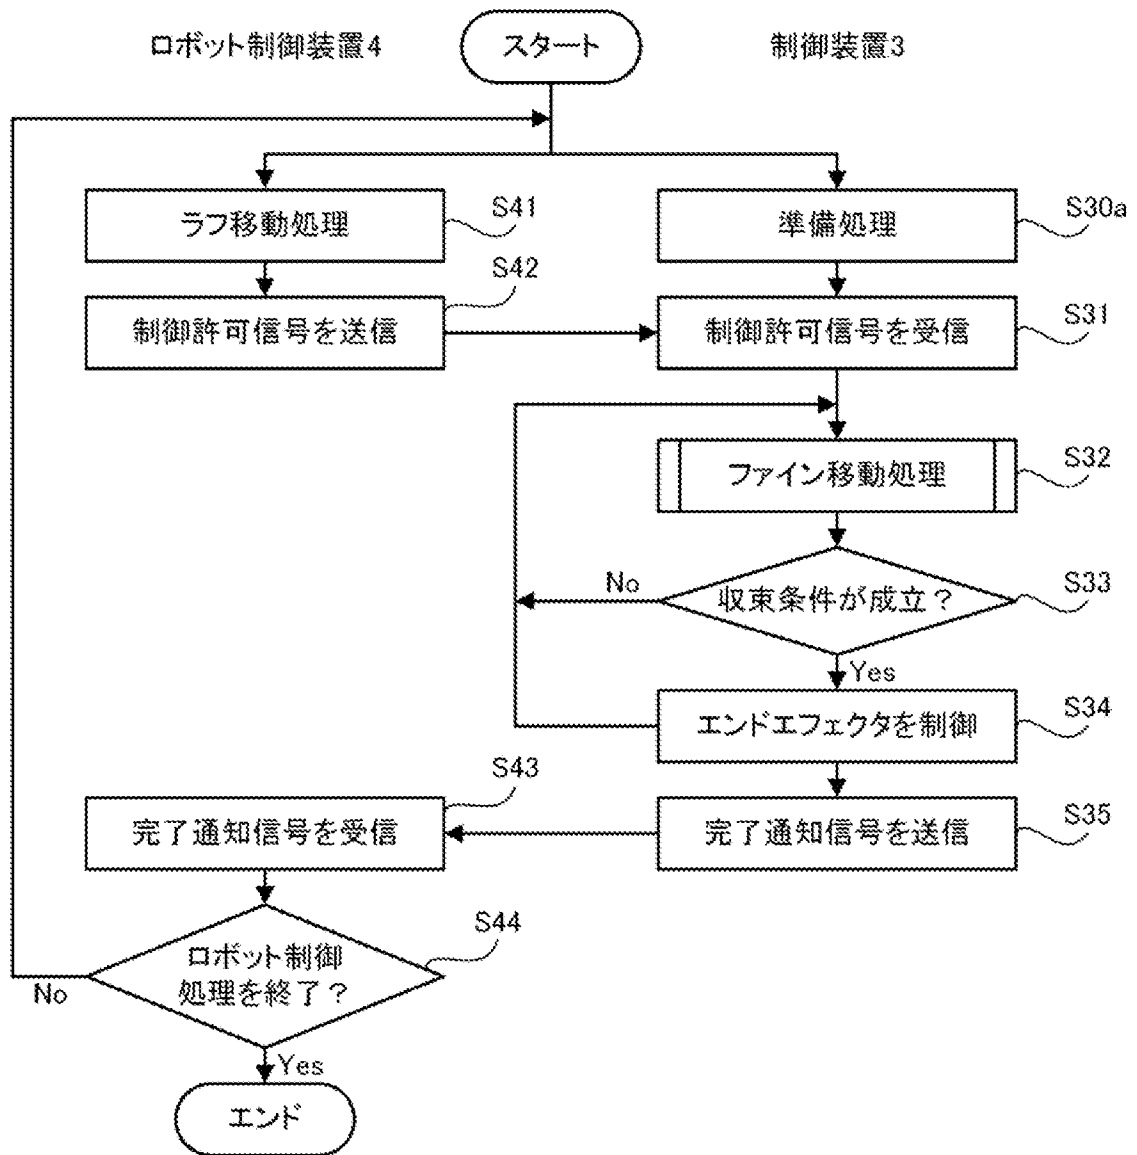 ロボット制御装置4
スタート
制御装置3
ラフ移動処理
S41
準備処理
S30a
制御許可信号を送信
S42
制御許可信号を受信
S31
ファイン移動処理
S32
収束条件が成立?
S33
No
Yes
エンドエフェクタを制御
S34
完了通知信号を受信
S43
完了通知信号を送信
S35
ロボット制御
処理を終了?
S44
No
Yes
エンド